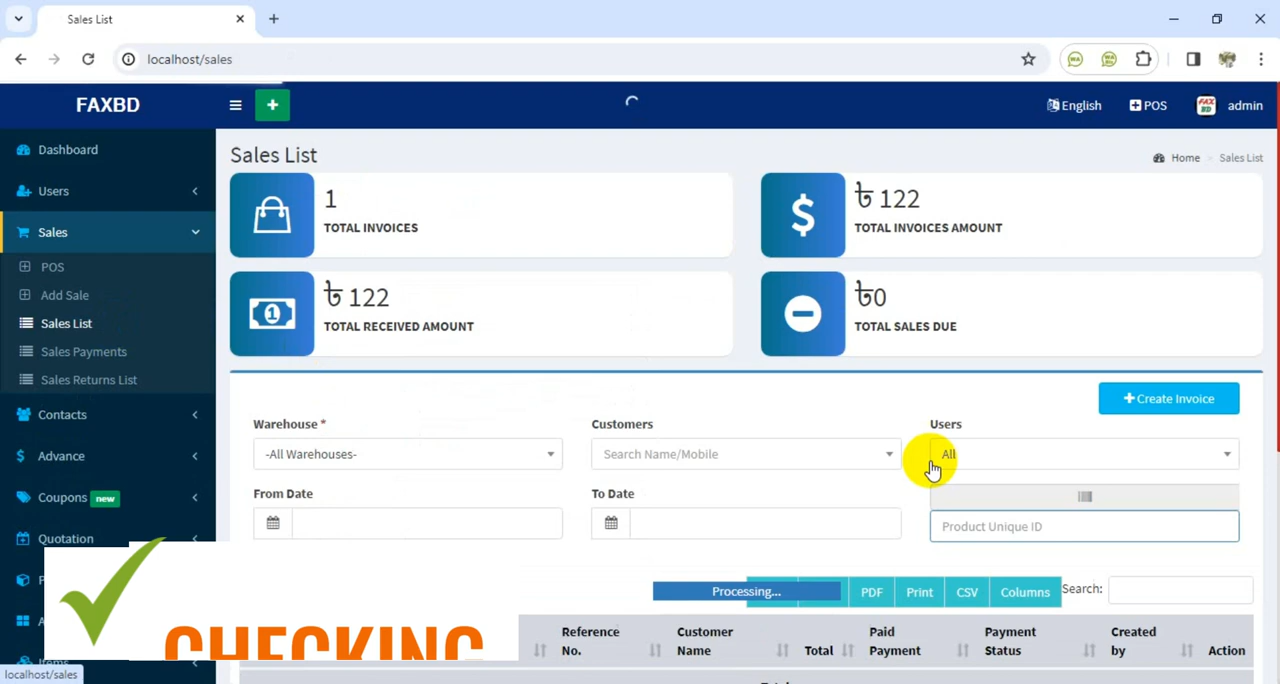 Sales List
localhost/sales
FAXBD
English
POS
FAX BD
admin
Dashboard
Users
Sales
POS
Add Sale
Sales List
Sales Payments
Sales Returns List
Contacts
Advance
Coupons new
Quotation
Items
Sales List
Home > Sales List
1
TOTAL INVOICES
৳ 122
TOTAL INVOICES AMOUNT
৳ 122
TOTAL RECEIVED AMOUNT
৳0
TOTAL SALES DUE
Create Invoice
Warehouse *
Customers
Users
-All Warehouses-
Search Name/Mobile
All
From Date
To Date
Product Unique ID
Processing...
PDF
Print
CSV
Columns
Search:
Reference No.
Customer Name
Total
Paid Payment
Payment Status
Created by
Action
CHECKING
localhost/sales